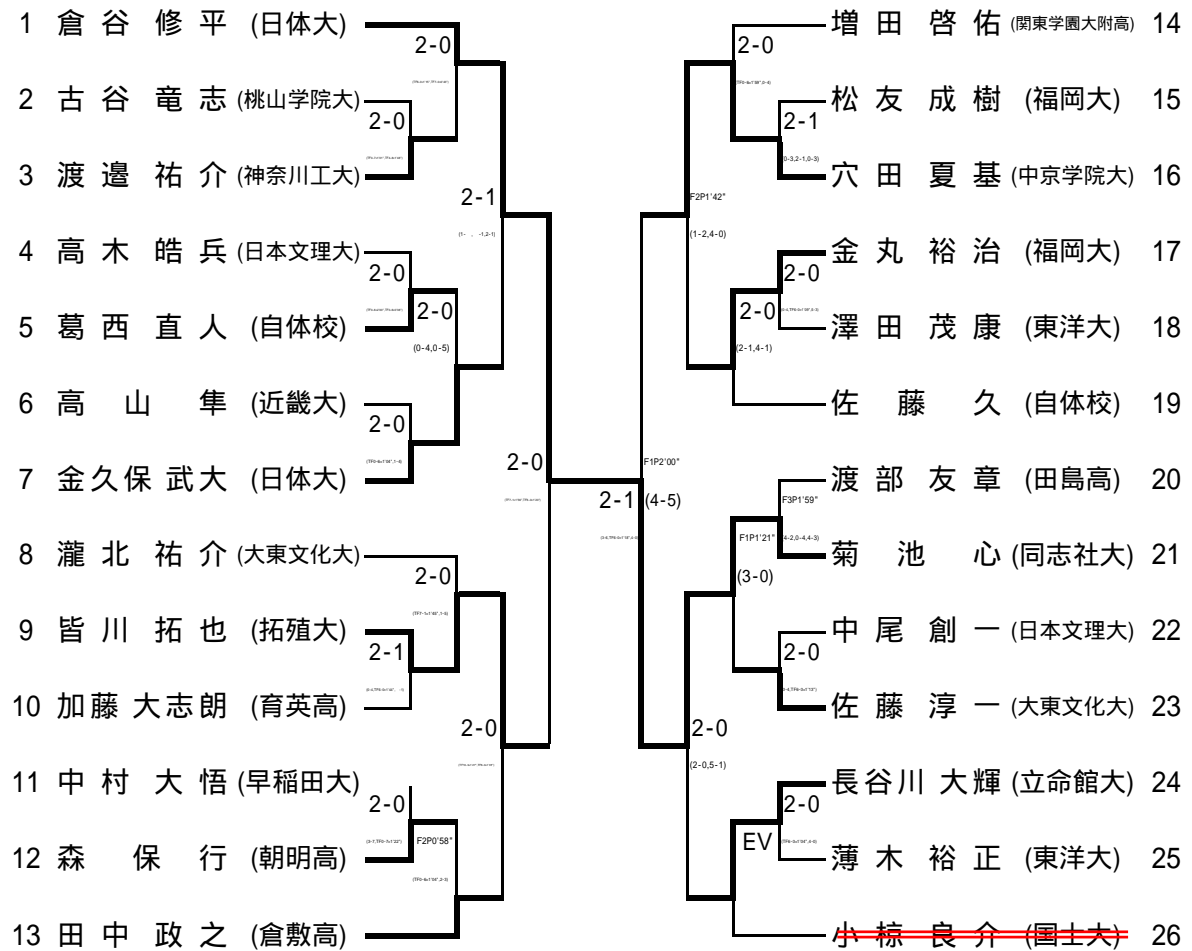 1 倉谷修平 (日体大)
2-0
2 古谷竜志 (桃山学院大)
2-0
3 渡邉祐介 (神奈川工大)
2-1
4 高木皓兵 (日本文理大)
2-0
5 葛西直人 (自体校)
2-0
(0-4,0-5)
6 高山隼 (近畿大)
2-0
7 金久保武大 (日体大)
2-0
8 瀧北祐介 (大東文化大)
2-0
9 皆川拓也 (拓殖大)
2-1
10 加藤大志朗 (育英高)
2-0
11 中村大悟 (早稲田大)
2-0
12 森保行 (朝明高)
F2P0'58"
13 田中政之 (倉敷高)
2-1
F1P2'00"
(4-5)
増田啓佑 (関東学園大附高) 14
2-0
松友成樹 (福岡大) 15
2-1
(0-3,2-1,0-3)
穴田夏基 (中京学院大) 16
F2P1'42"
(1-2,4-0)
金丸裕治 (福岡大) 17
2-0
澤田茂康 (東洋大) 18
2-0
(2-1,4-1)
佐藤久 (自体校) 19
渡部友章 (田島高) 20
F3P1'59"
(4-2,0-4,4-3)
菊池心 (同志社大) 21
F1P1'21"
(3-0)
中尾創一 (日本文理大) 22
2-0
佐藤淳一 (大東文化大) 23
2-0
(2-0,5-1)
長谷川大輝 (立命館大) 24
2-0
薄木裕正 (東洋大) 25
EV
小椋良介 (国士大) 26